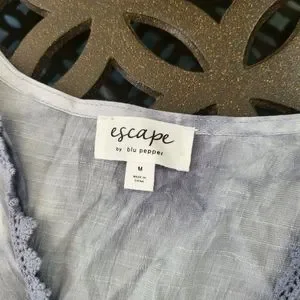 escape
by blu pepper
M
MADE IN
CHINA